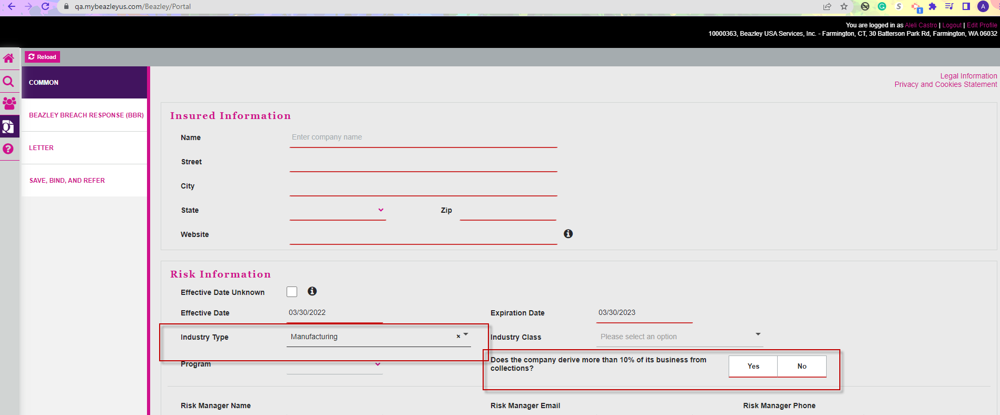 qa.mybeazleyus.com/Beazley/Portal
1
A
You are logged in as Aleli Castro | Logout | Edit Profile
10000363, Beazley USA Services, Inc. - Farmington, CT, 30 Batterson Park Rd, Farmington, WA 06032
Reload
COMMON
BEAZLEY BREACH RESPONSE (BBR)
LETTER
SAVE, BIND, AND REFER
Legal Information
Privacy and Cookies Statement
Insured Information
Name Enter company name
Street
City
State Zip
Website
Risk Information
Effective Date Unknown
Effective Date 03/30/2022 Expiration Date 03/30/2023
Industry Type Manufacturing × Industry Class Please select an option
Program Does the company derive more than 10% of its business from
collections? Yes No
Risk Manager Name Risk Manager Email Risk Manager Phone